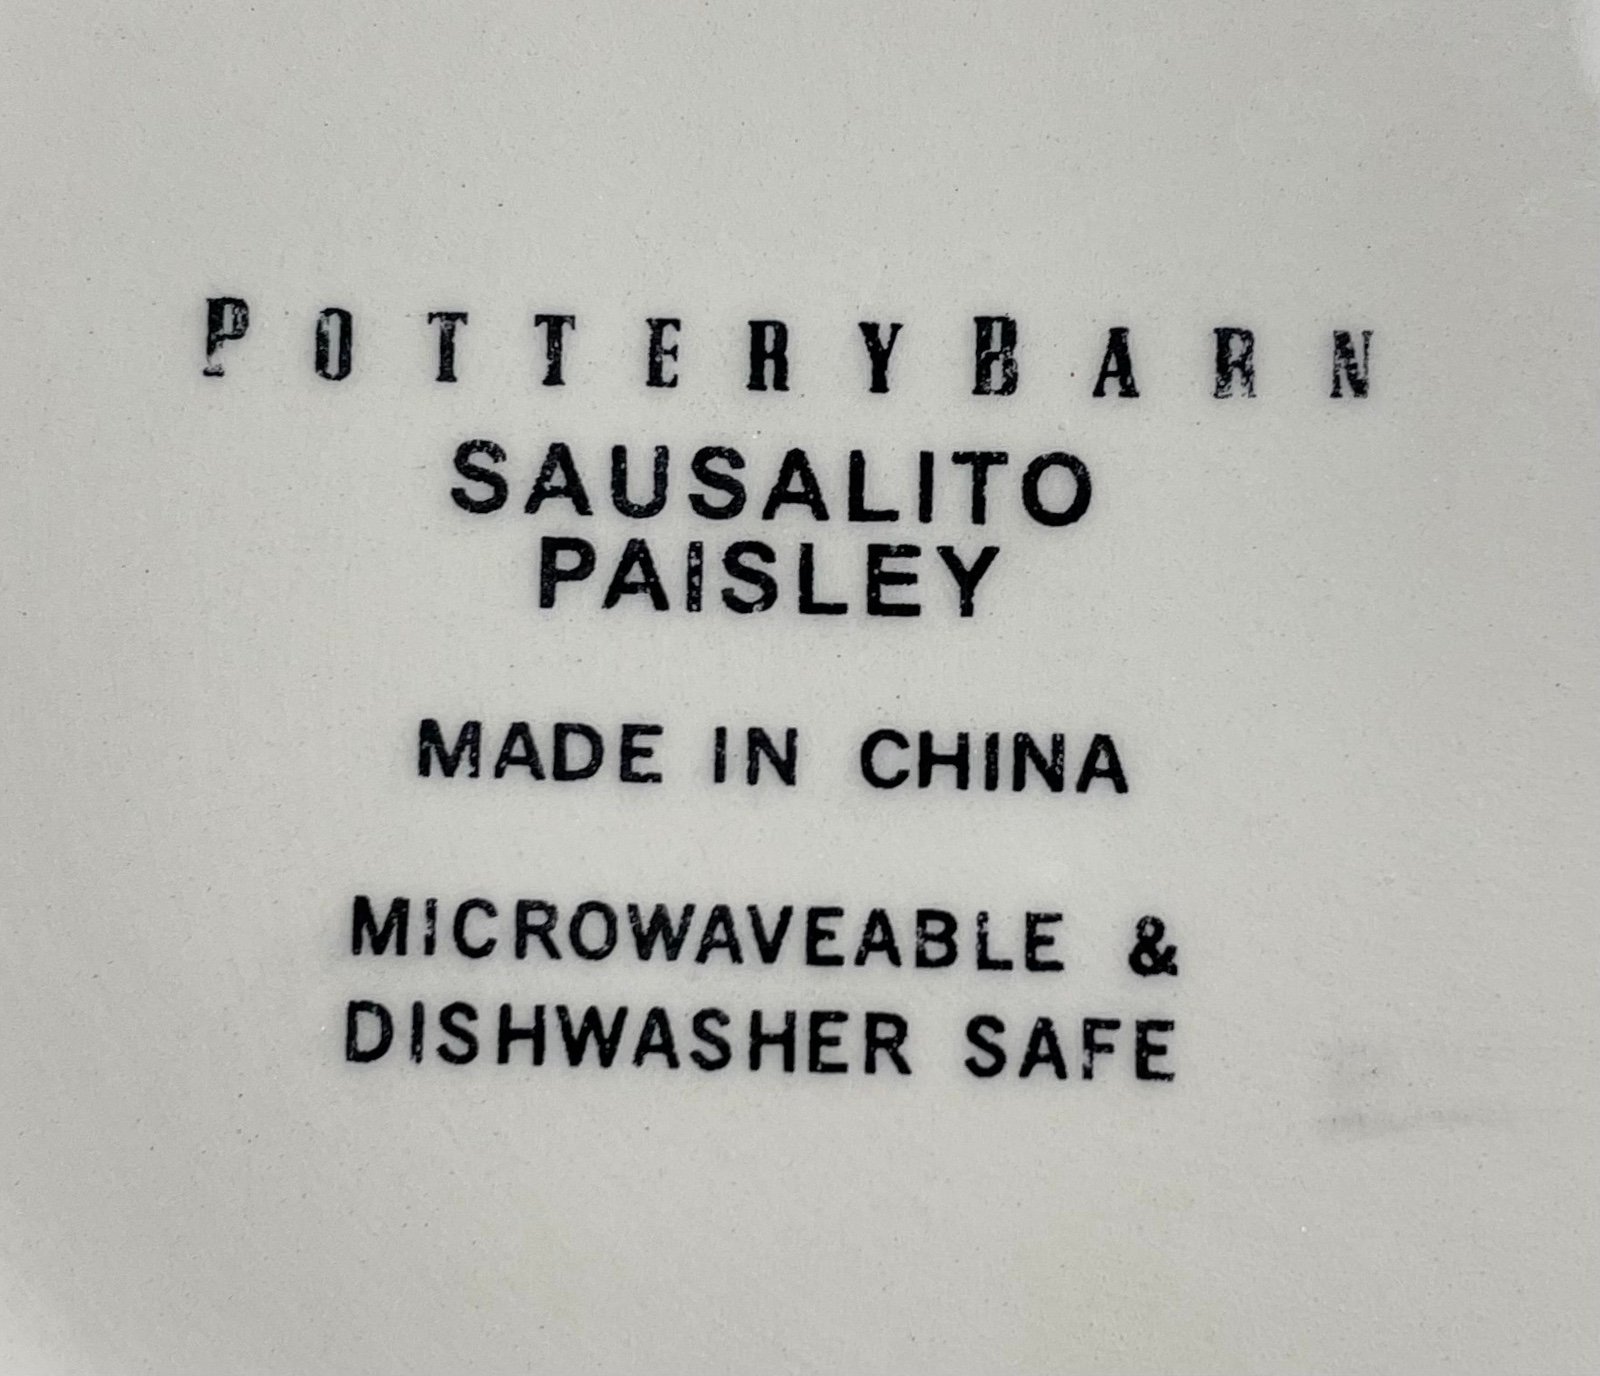 POTTERYBARN
SAUSALITO
PAISLEY
MADE IN CHINA
MICROWAVEABLE &
DISHWASHER SAFE